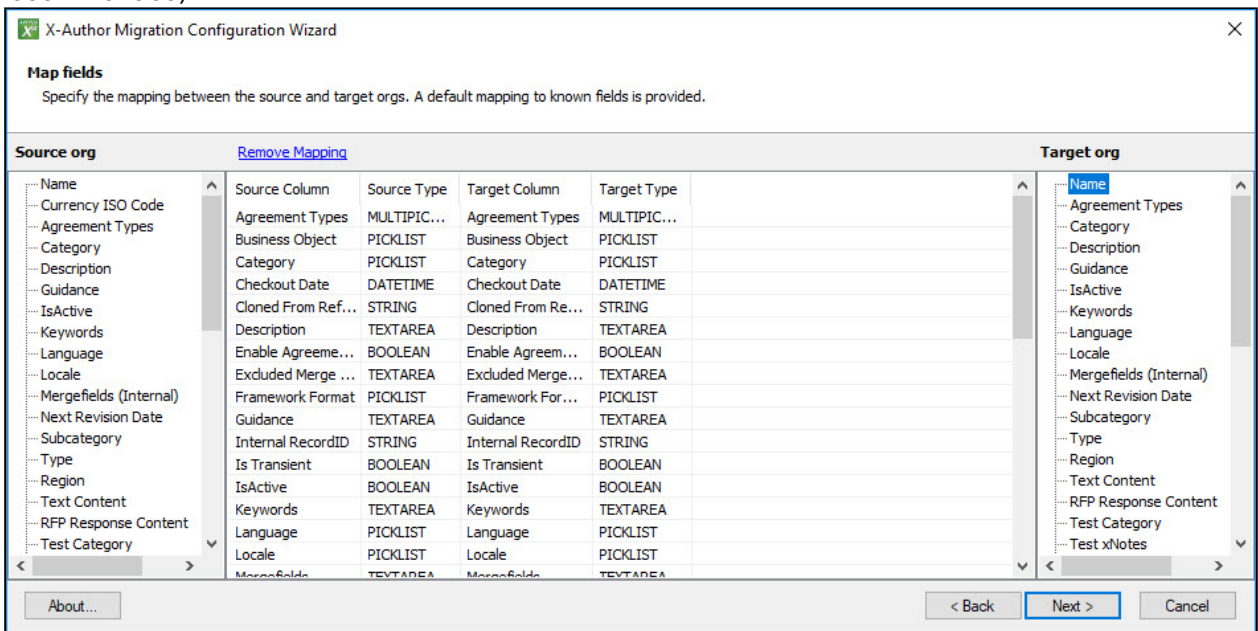 X-Author Migration Configuration Wizard
Map fields
Specify the mapping between the source and target orgs. A default mapping to known fields is provided.
Source org Remove Mapping Target org
Name
Currency ISO Code
Agreement Types
Category
Description
Guidance
IsActive
Keywords
Language
Locale
Mergefields (Internal)
Next Revision Date
Subcategory
Type
Region
Text Content
RFP Response Content
Test Category
Source Column Source Type Target Column Target Type
Agreement Types MULTIPIC... Agreement Types MULTIPIC...
Business Object PICKLIST Business Object PICKLIST
Category PICKLIST Category PICKLIST
Checkout Date DATETIME Checkout Date DATETIME
Cloned From Ref... STRING Cloned From Re... STRING
Description TEXTAREA Description TEXTAREA
Enable Agreeme... BOOLEAN Enable Agreem... BOOLEAN
Excluded Merge ... TEXTAREA Excluded Merge... TEXTAREA
Framework Format PICKLIST Framework For... PICKLIST
Guidance TEXTAREA Guidance TEXTAREA
Internal RecordID STRING Internal RecordID STRING
Is Transient BOOLEAN Is Transient BOOLEAN
IsActive BOOLEAN IsActive BOOLEAN
Keywords TEXTAREA Keywords TEXTAREA
Language PICKLIST Language PICKLIST
Locale PICKLIST Locale PICKLIST
Mergefields TEXTAREA Mergefields TEXTAREA
Name
Agreement Types
Category
Description
Guidance
IsActive
Keywords
Language
Locale
Mergefields (Internal)
Next Revision Date
Subcategory
Type
Region
Text Content
RFP Response Content
Test Category
Test xNotes
About... < Back Next > Cancel